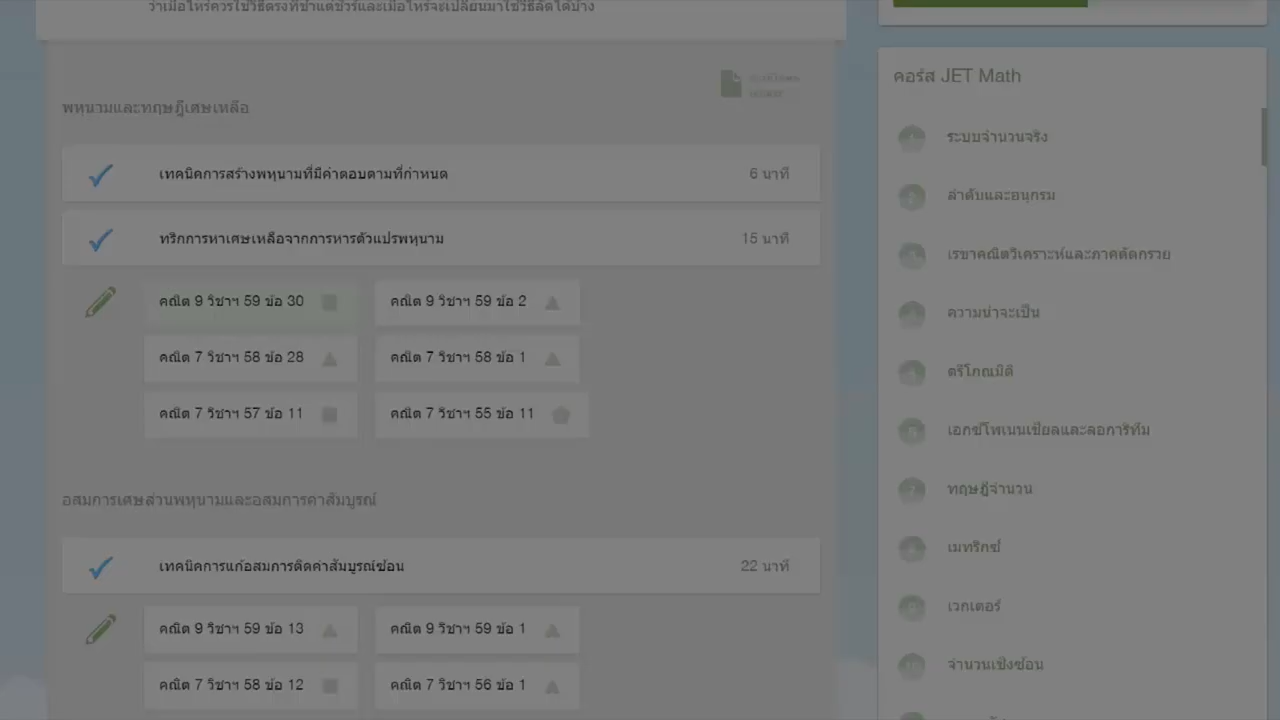 ว่าเมื่อไหร่ควรใช้วิธีตรงที่ช้าแต่ชัวร์และเมื่อไหร่จะเปลี่ยนมาใช้วิธีลัดได้บ้าง
พหุนามและทฤษฎีเศษเหลือ
เทคนิคการสร้างพหุนามที่มีคำตอบตามที่กำหนด 6 นาที
ทริกการหาเศษเหลือจากการหารตัวแปรพหุนาม 15 นาที
คณิต 9 วิชาฯ 59 ข้อ 30
คณิต 9 วิชาฯ 59 ข้อ 2
คณิต 7 วิชาฯ 58 ข้อ 28
คณิต 7 วิชาฯ 58 ข้อ 1
คณิต 7 วิชาฯ 57 ข้อ 11
คณิต 7 วิชาฯ 55 ข้อ 11
อสมการเศษส่วนพหุนามและอสมการค่าสัมบูรณ์
เทคนิคการแก้อสมการติดค่าสัมบูรณ์ซ้อน 22 นาที
คณิต 9 วิชาฯ 59 ข้อ 13
คณิต 9 วิชาฯ 59 ข้อ 1
คณิต 7 วิชาฯ 58 ข้อ 12
คณิต 7 วิชาฯ 56 ข้อ 1
คอร์ส JET Math
ระบบจำนวนจริง
ลำดับและอนุกรม
เรขาคณิตวิเคราะห์และภาคตัดกรวย
ความน่าจะเป็น
ตรีโกณมิติ
เอกซ์โพเนนเชียลและลอการิทึม
ทฤษฎีจำนวน
เมทริกซ์
เวกเตอร์
จำนวนเชิงซ้อน